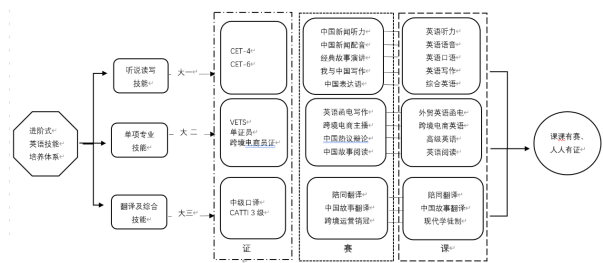 进阶式
英语技能
培养体系
听说读写
技能
单项专业
技能
翻译及综合
技能
大一
大 二
大三
CET-4
CET-6
VETS
单证员
跨境电商员证
中级口译
CATTI 3 级
证
中国新闻听力
中国新闻配音
经典故事演讲
我与中国写作
中国表达语
英语函电写作
跨境电商主播
中国热议辩论
中国故事阅读
陪同翻译
中国故事翻译
跨境运营销冠
赛
英语听力
英语语音
英语口语
英语写作
综合英语
外贸英语函电
跨境电商英语
高级英语
英语阅读
陪同翻译
中国故事翻译
现代学徒制
课
课速有赛、
人人有证